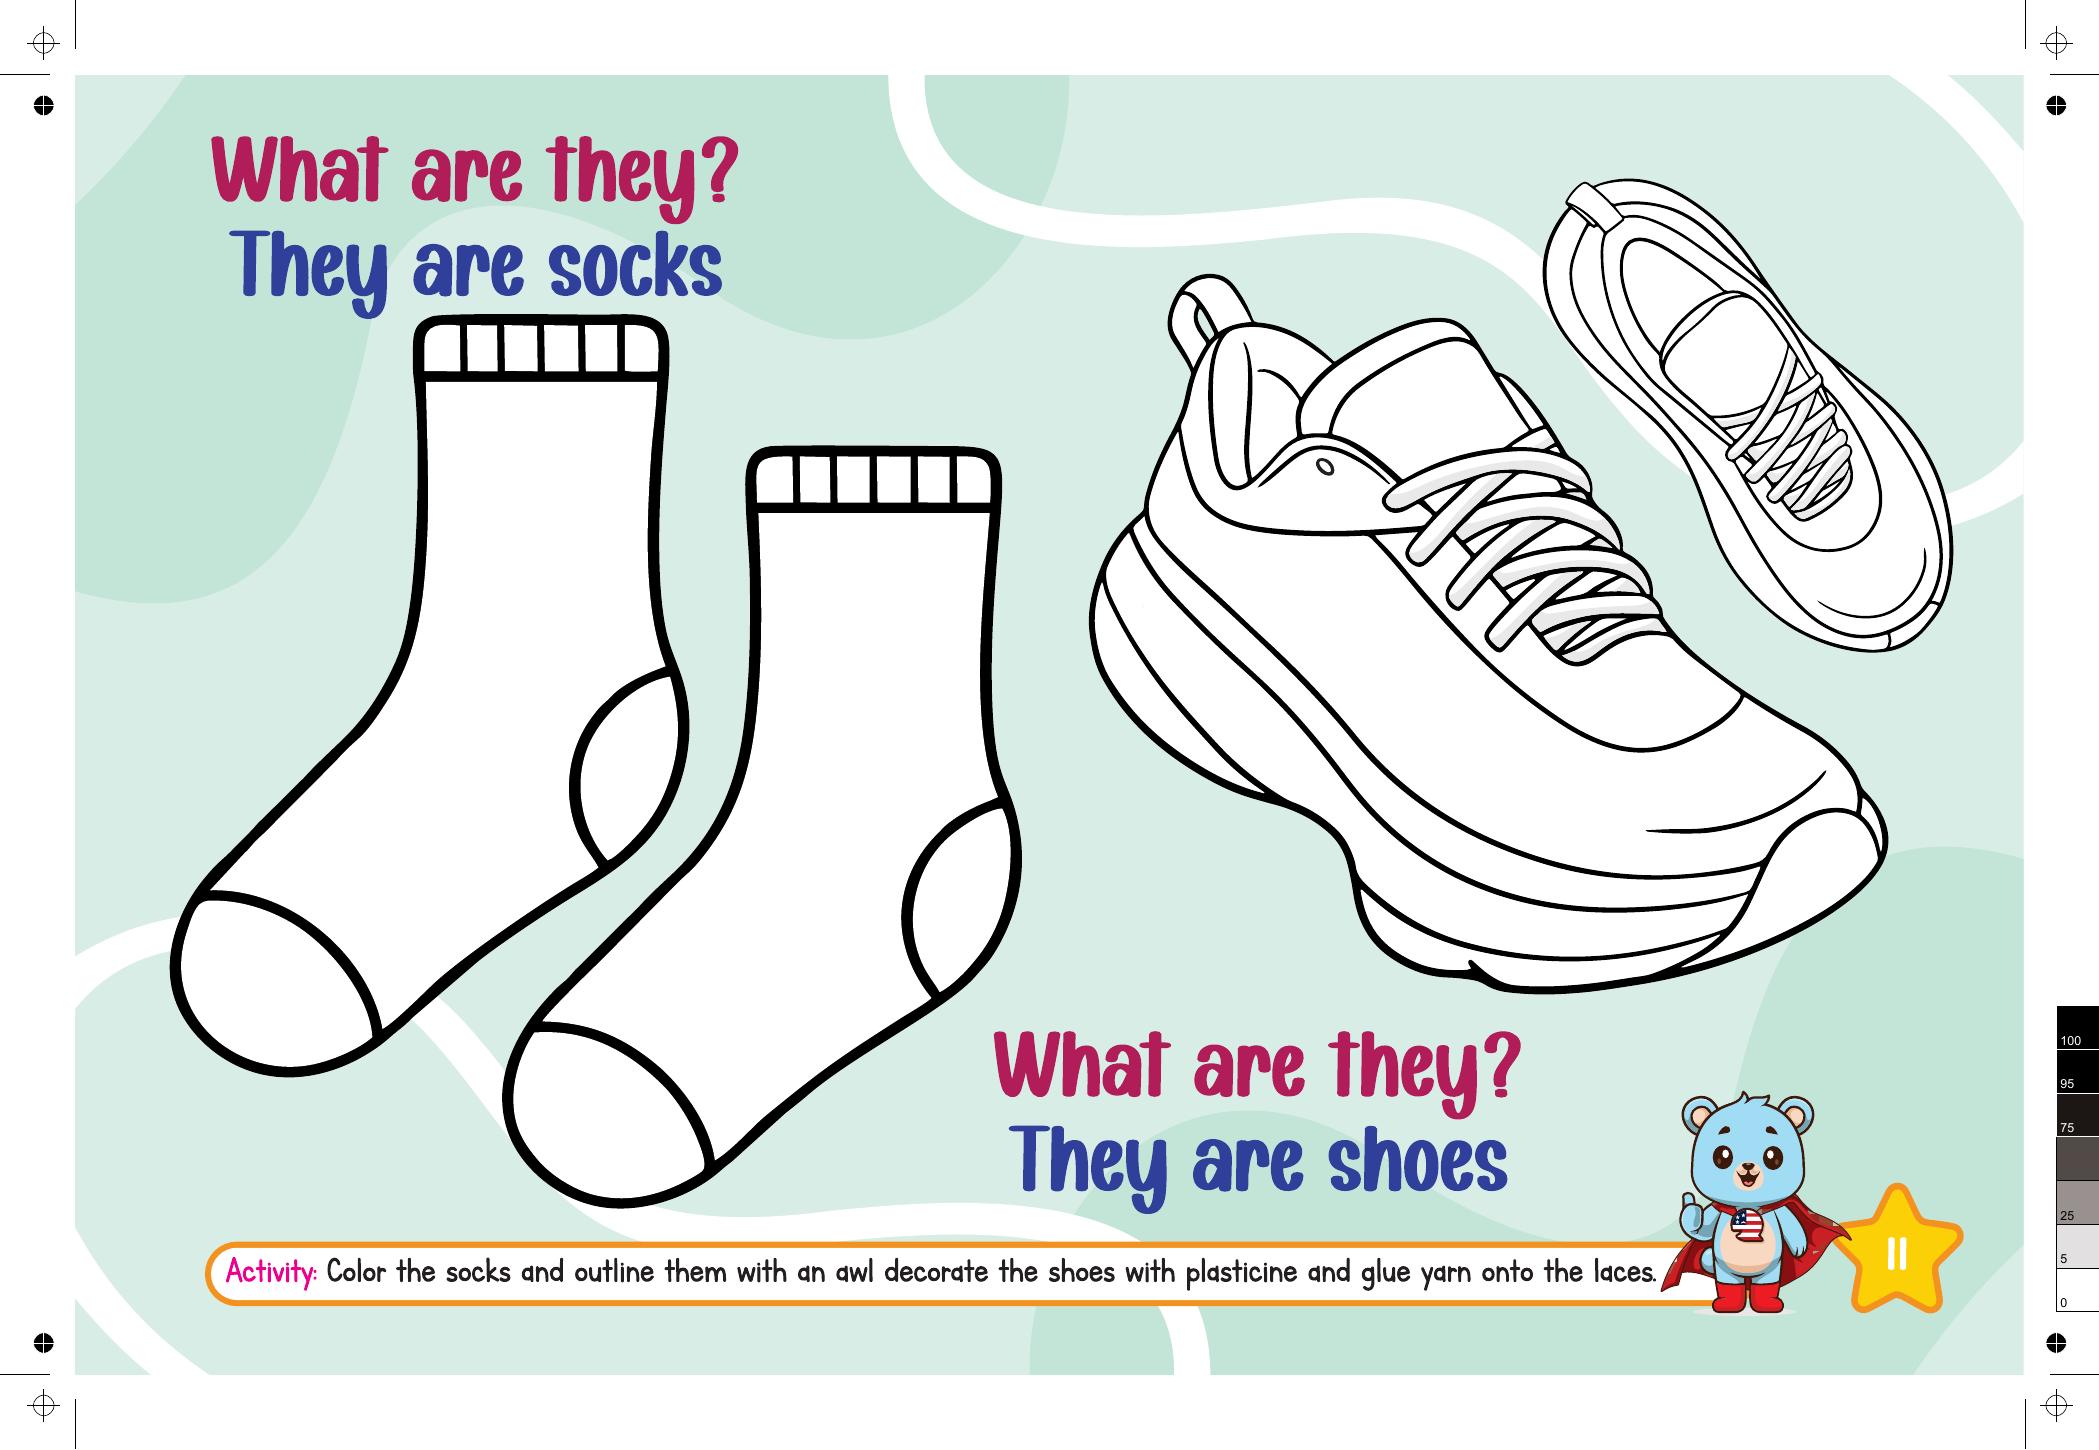 What are they?
They are socks
What are they?
They are shoes
Activity: Color the socks and outline them with an awl decorate the shoes with plasticine and glue yarn onto the laces.
11
100
95
75
25
5
0